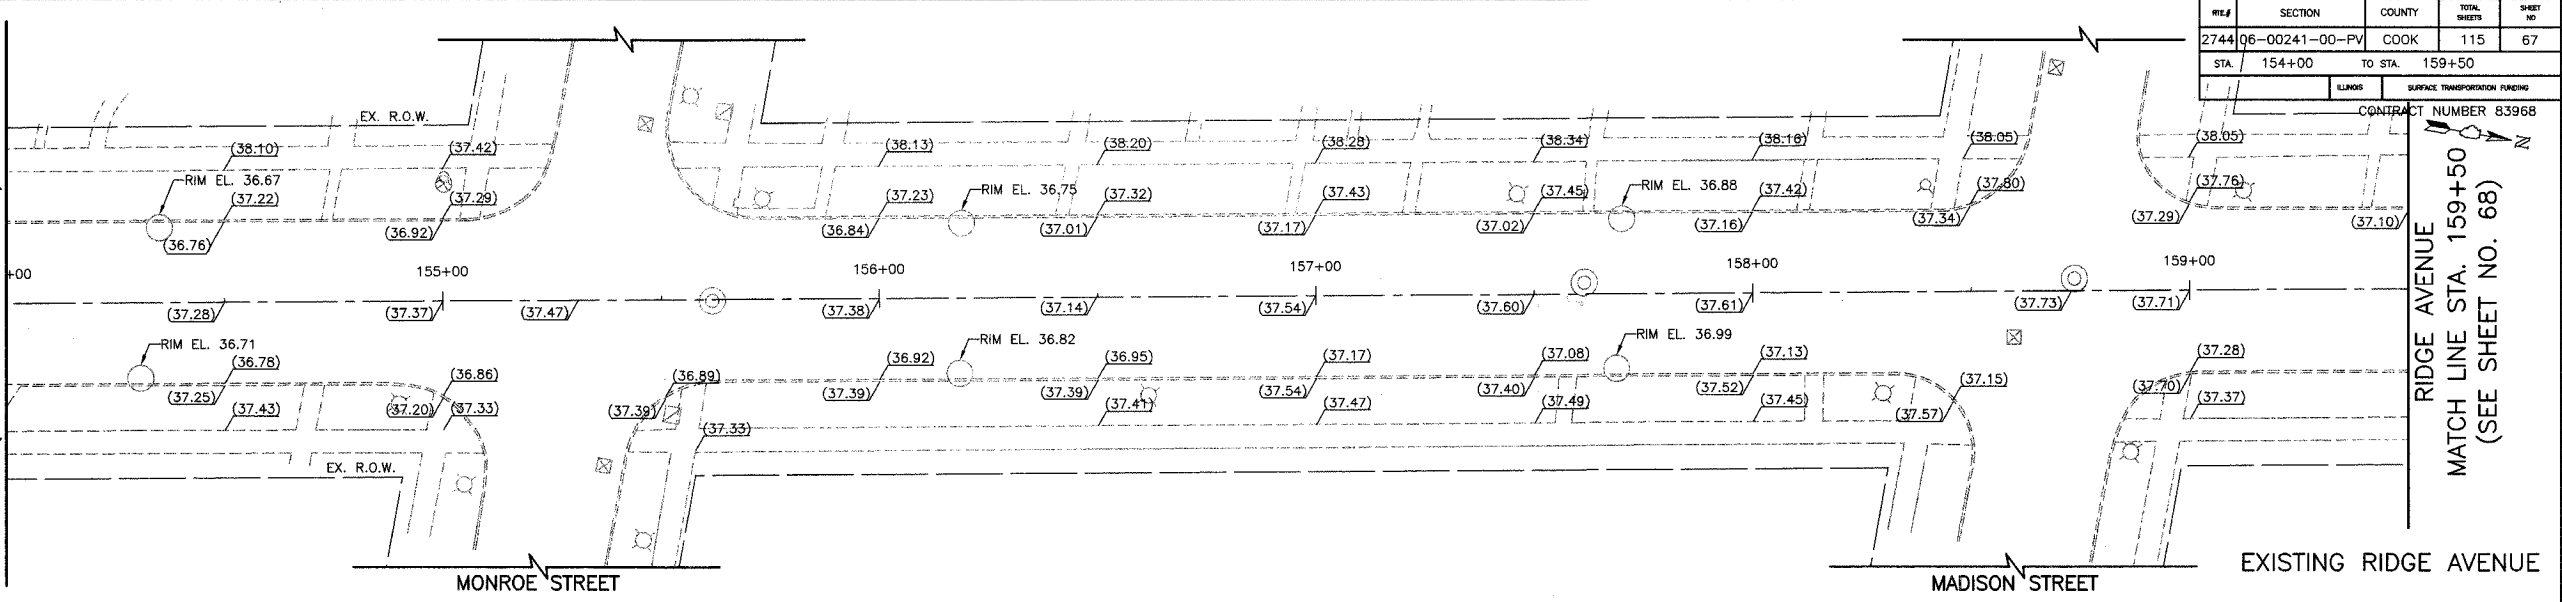 RTE.# SECTION COUNTY TOTAL SHEETS SHEET NO
2744 06-00241-00-PV COOK 115 67
STA. 154+00 TO STA. 159+50
ILLINOIS SURFACE TRANSPORTATION FUNDING
CONTRACT NUMBER 83968
N
EX. R.O.W.
(38.10) (37.42) (38.13) (38.20) (38.28) (38.34) (38.16) (38.05) (38.05)
RIM EL. 36.67 RIM EL. 36.75 RIM EL. 36.88
(37.22) (37.29) (37.23) (37.32) (37.43) (37.45) (37.42) (37.80) (37.76)
(36.76) (36.92) (36.84) (37.01) (37.17) (37.02) (37.16) (37.34) (37.29) (37.10)
+00 155+00 156+00 157+00 158+00 159+00
(37.28) (37.37) (37.47) (37.38) (37.14) (37.54) (37.60) (37.61) (37.73) (37.71)
RIM EL. 36.71 RIM EL. 36.82 RIM EL. 36.99
(36.78) (36.86) (36.89) (36.92) (36.95) (37.17) (37.08) (37.13) (37.15) (37.28)
(37.25) (37.20) (37.39) (37.39) (37.39) (37.54) (37.40) (37.52) (37.57) (37.70)
(37.43) (37.33) (37.33) (37.41) (37.47) (37.49) (37.45) (37.37)
EX. R.O.W.
MONROE STREET
MADISON STREET
RIDGE AVENUE
MATCH LINE STA. 159+50
(SEE SHEET NO. 68)
EXISTING RIDGE AVENUE